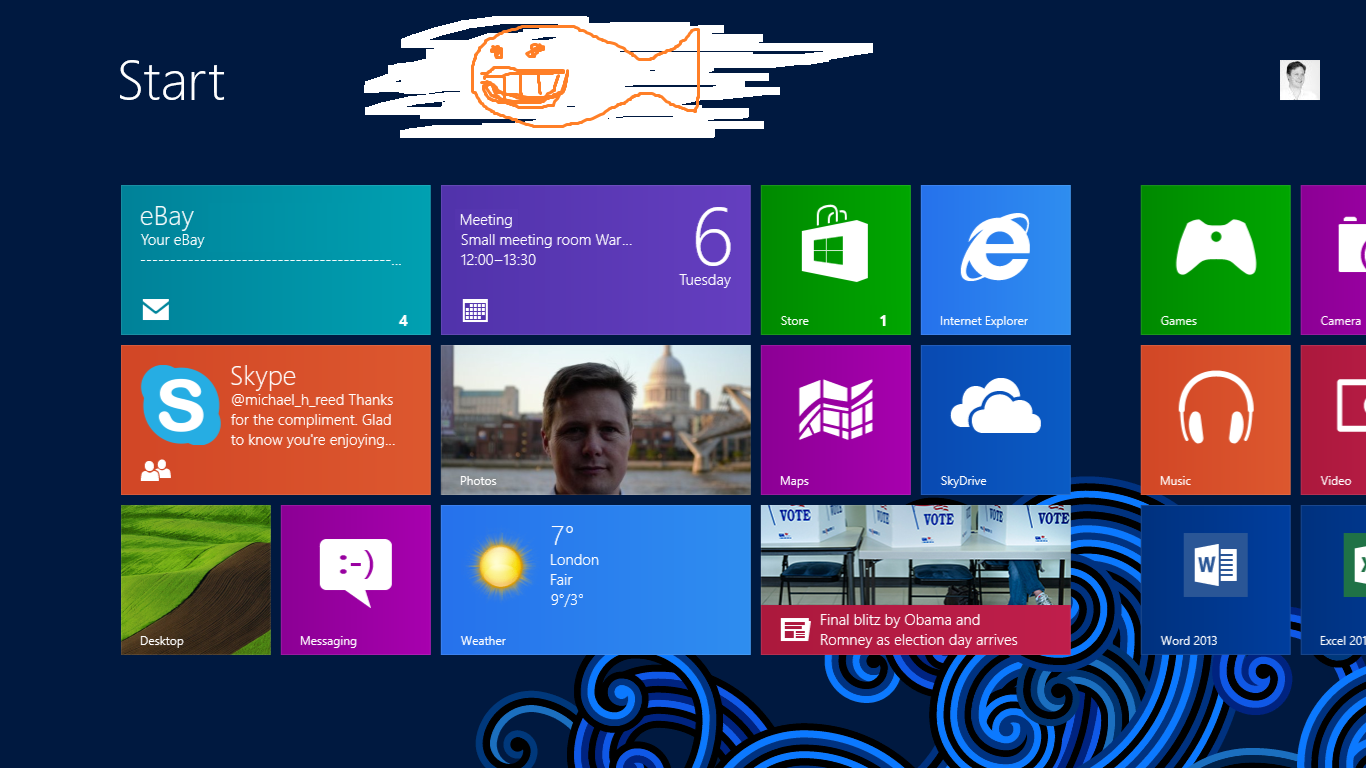 Start
eBay
Your eBay
------------------------------------------...
4
Meeting
Small meeting room War...
12:00–13:30
6
Tuesday
Store
1
Internet Explorer
Games
Camera
Skype
@michael_h_reed Thanks
for the compliment. Glad
to know you're enjoying...
Photos
Maps
SkyDrive
Music
Video
Desktop
:-)
Messaging
7°
London
Fair
9°/3°
Weather
VOTE VOTE VOTE VOTE
Final blitz by Obama and
Romney as election day arrives
W
Word 2013
Excel 201